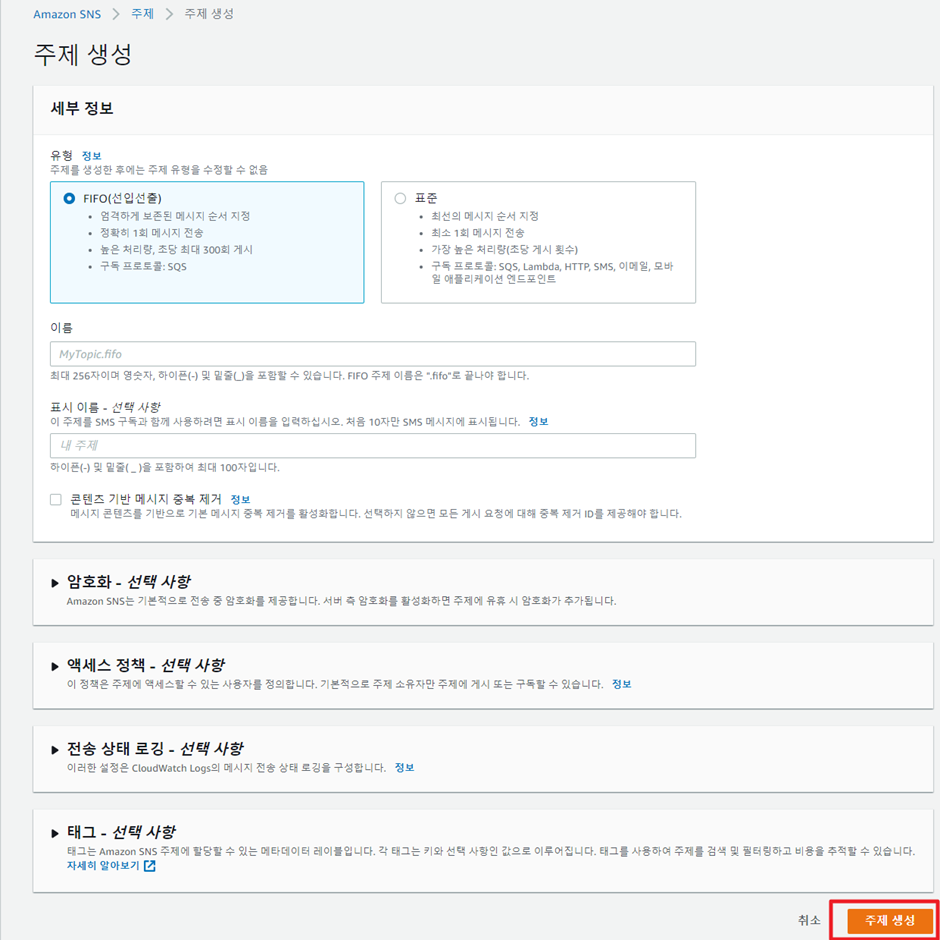 Amazon SNS > 주제 > 주제 생성
주제 생성
세부 정보
유형 정보
주제를 생성한 후에는 주제 유형을 수정할 수 없음
FIFO(선입선출)
• 엄격하게 보존된 메시지 순서 지정
• 정확히 1회 메시지 전송
• 높은 처리량, 초당 최대 300회 게시
• 구독 프로토콜: SQS
표준
• 최선의 메시지 순서 지정
• 최소 1회 메시지 전송
• 가장 높은 처리량(초당 게시 횟수)
• 구독 프로토콜: SQS, Lambda, HTTP, SMS, 이메일, 모바
일 애플리케이션 엔드포인트
이름
MyTopic.fifo
최대 256자이며 영숫자, 하이픈(-) 및 밑줄(_)을 포함할 수 있습니다. FIFO 주제 이름은 ".fifo"로 끝나야 합니다.
표시 이름 - 선택 사항
이 주제를 SMS 구독과 함께 사용하려면 표시 이름을 입력하십시오. 처음 10자만 SMS 메시지에 표시됩니다. 정보
내 주제
하이픈(-) 및 밑줄( _ )을 포함하여 최대 100자입니다.
콘텐츠 기반 메시지 중복 제거 정보
메시지 콘텐츠를 기반으로 기본 메시지 중복 제거를 활성화합니다. 선택하지 않으면 모든 게시 요청에 대해 중복 제거 ID를 제공해야 합니다.
암호화 - 선택 사항
Amazon SNS는 기본적으로 전송 중 암호화를 제공합니다. 서버 측 암호화를 활성화하면 주제에 유휴 시 암호화가 추가됩니다.
액세스 정책 - 선택 사항
이 정책은 주제에 액세스할 수 있는 사용자를 정의합니다. 기본적으로 주제 소유자만 주제에 게시 또는 구독할 수 있습니다. 정보
전송 상태 로깅 - 선택 사항
이러한 설정은 CloudWatch Logs의 메시지 전송 상태 로깅을 구성합니다. 정보
태그 - 선택 사항
태그는 Amazon SNS 주제에 할당할 수 있는 메타데이터 레이블입니다. 각 태그는 키와 선택 사항인 값으로 이루어집니다. 태그를 사용하여 주제를 검색 및 필터링하고 비용을 추적할 수 있습니다.
자세히 알아보기
취소 주제 생성